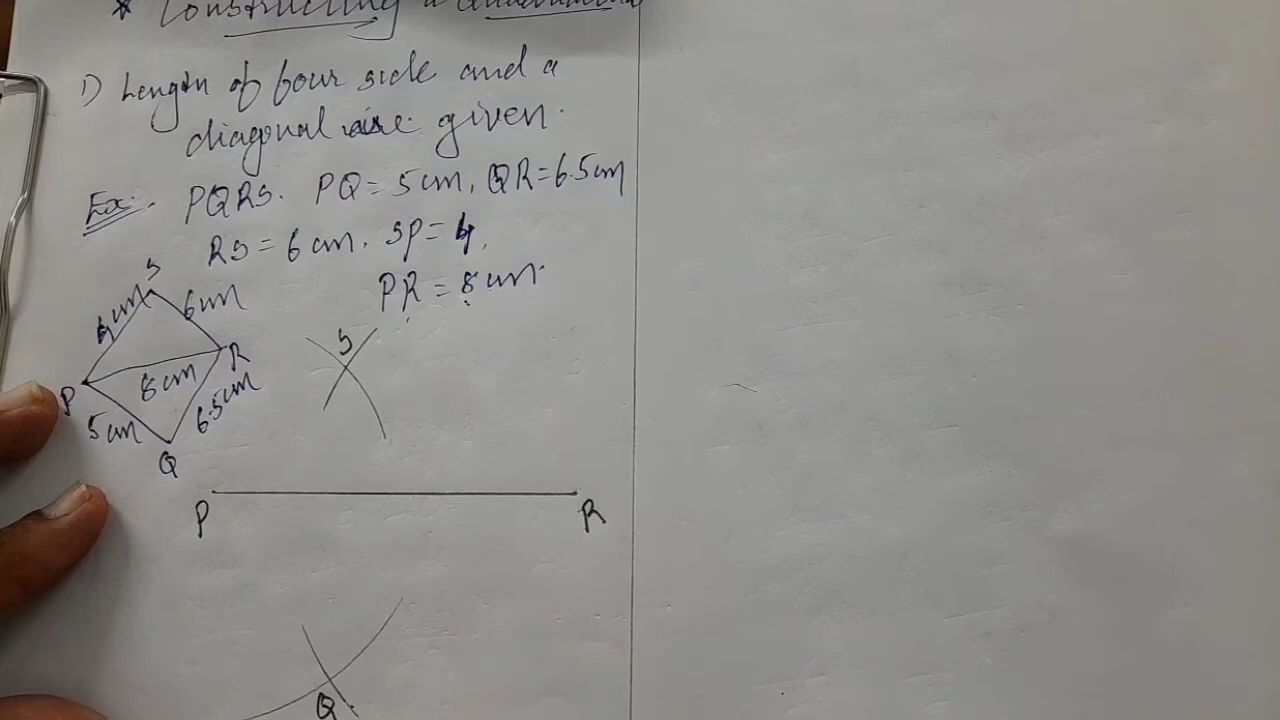 * Constructing a Quadrilateral
1) Length of four side and a
diagonal are given.
Ex:. PQRS. PQ = 5 cm, QR = 6.5 cm
RS = 6 cm. SP = 4,
PR = 8 cm.
S
4 cm 6 cm
P 8 cm R
5 cm 6.5 cm
Q
S
P R
Q